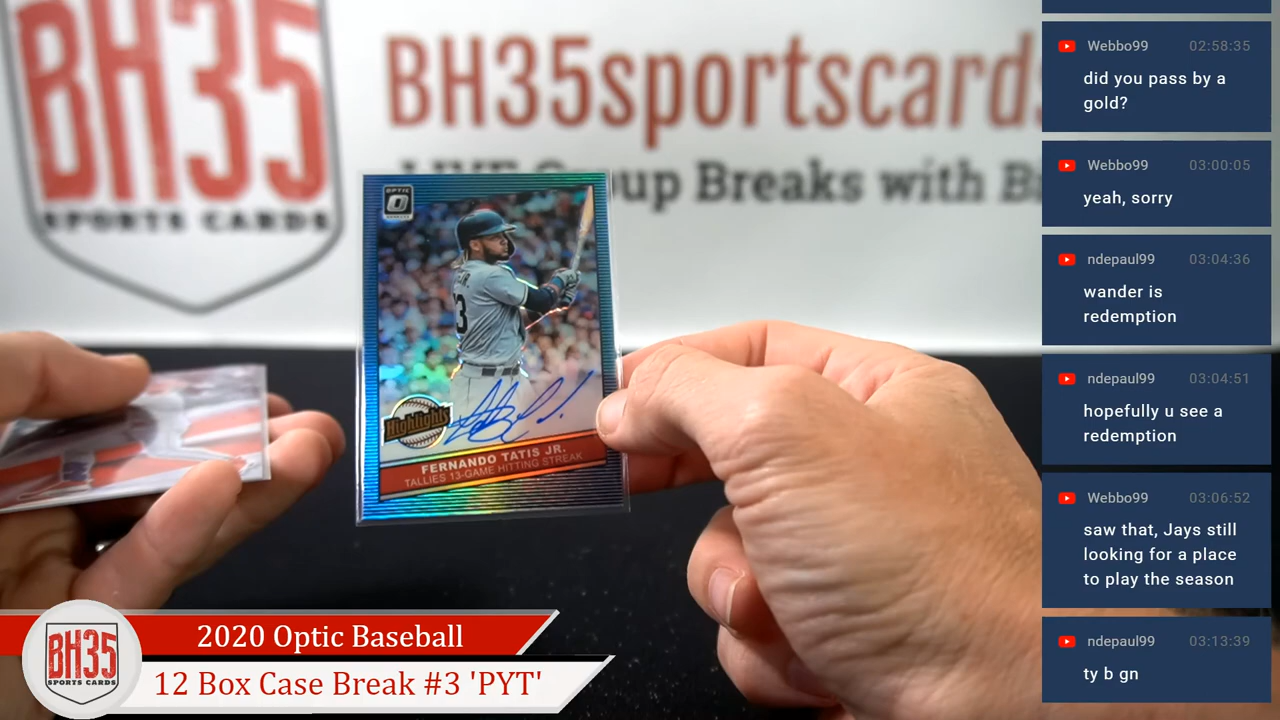 BH35
SPORTS CARDS
BH35sportscards
LIVE Group Breaks with
OPTIC
Highlights
FERNANDO TATIS JR.
TALLIES 13-GAME HITTING STREAK
BH35
SPORTS CARDS
2020 Optic Baseball
12 Box Case Break #3 'PYT'
Webbo99 02:58:35
did you pass by a
gold?
Webbo99 03:00:05
yeah, sorry
ndepaul99 03:04:36
wander is
redemption
ndepaul99 03:04:51
hopefully u see a
redemption
Webbo99 03:06:52
saw that, Jays still
looking for a place
to play the season
ndepaul99 03:13:39
ty b gn